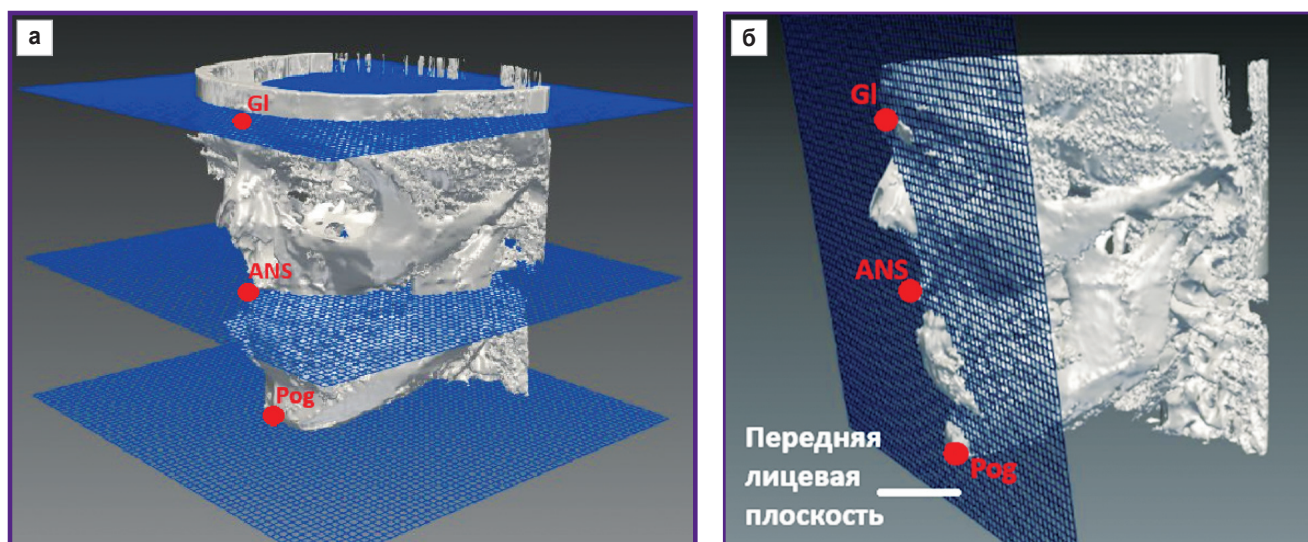 а
Gl
ANS
Pog
б
Gl
ANS
Pog
Передняя
лицевая
плоскость